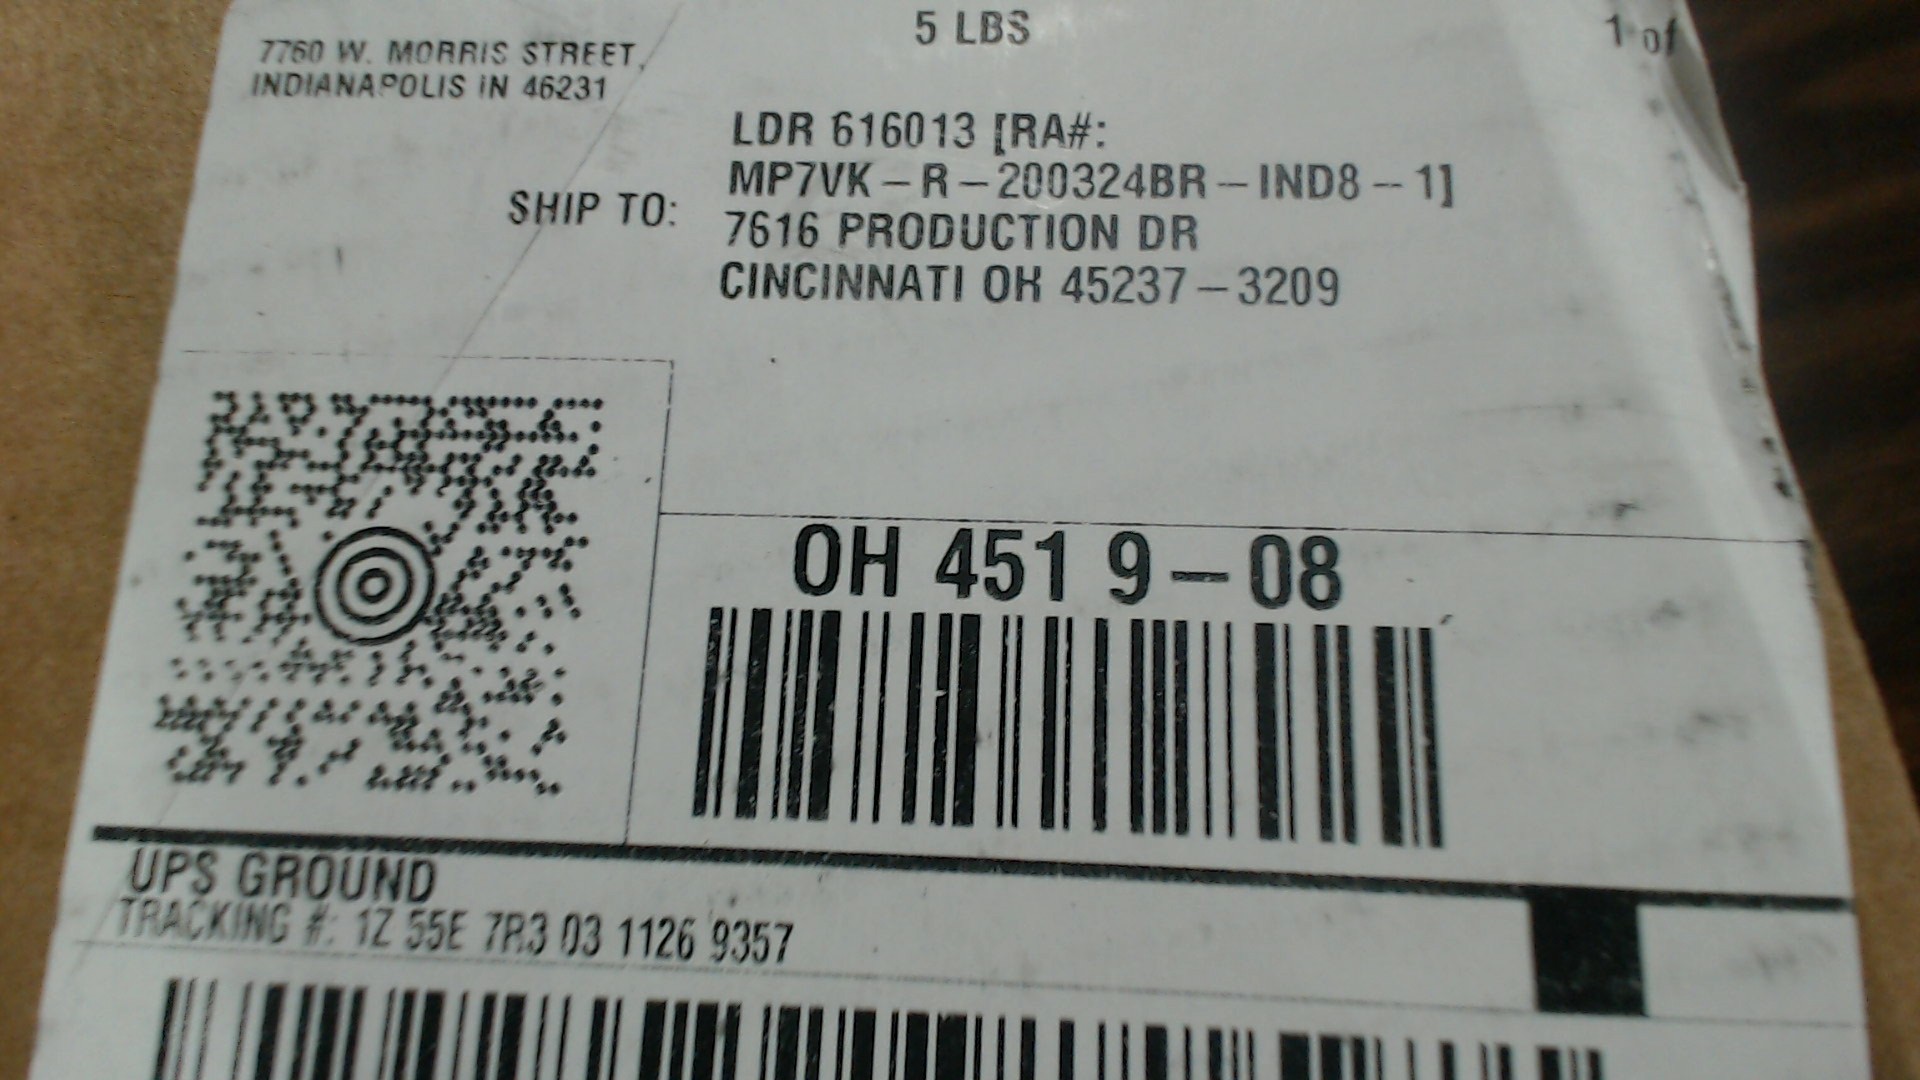 7760 W. MORRIS STREET,
INDIANAPOLIS IN 46231
5 LBS
1 of
SHIP TO:
LDR 616013 [RA#:
MP7VK-R-200324BR-IND8--1]
7616 PRODUCTION DR
CINCINNATI OH 45237-3209
OH 451 9-08
UPS GROUND
TRACKING #: 1Z 55E 7R3 03 1126 9357